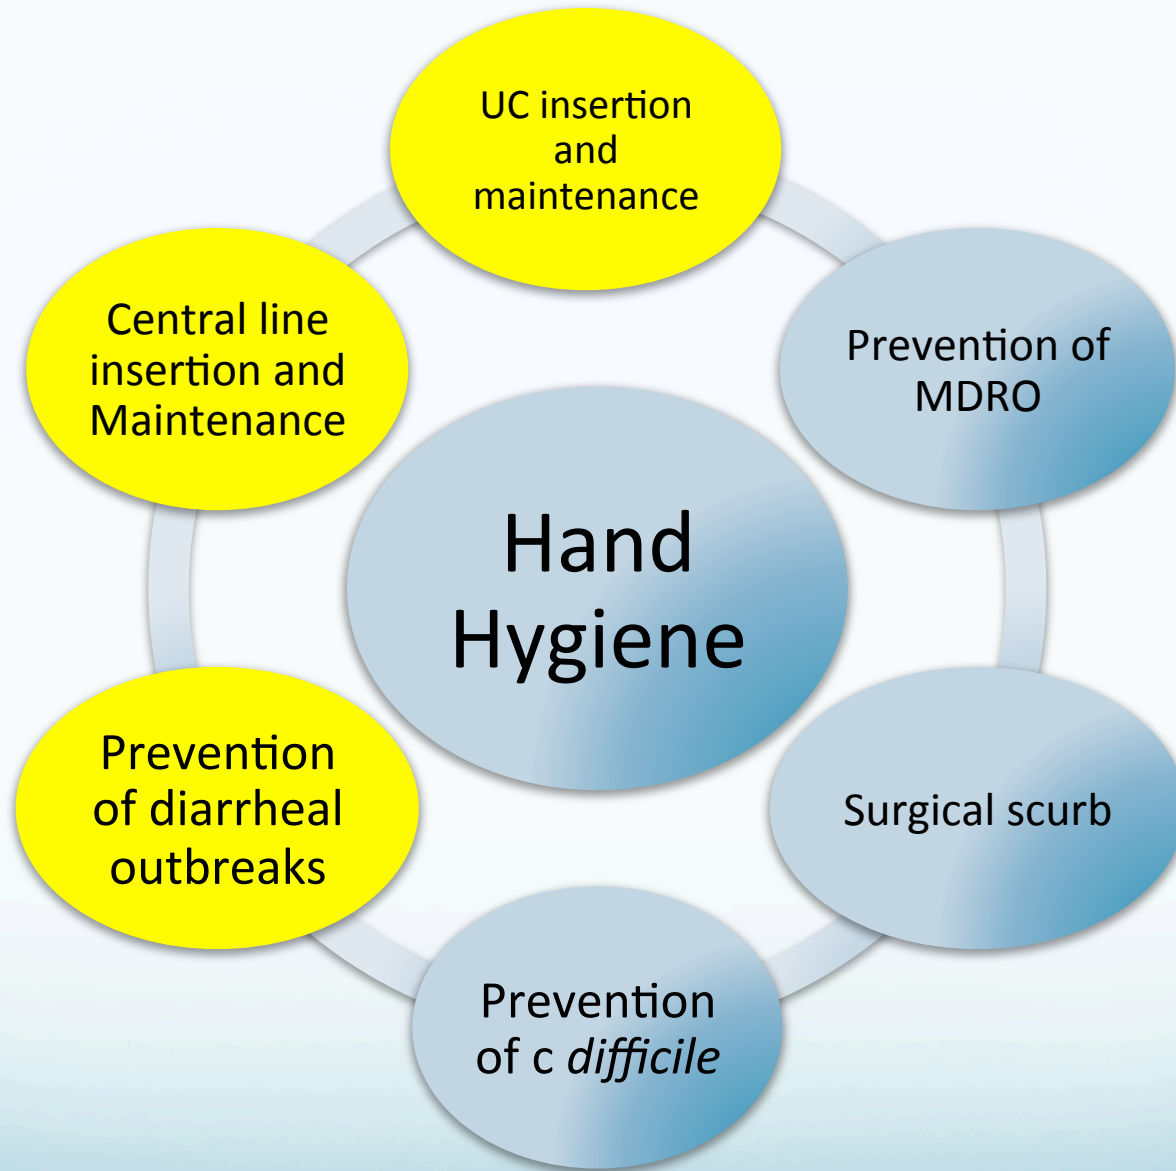 UC insertion
and
maintenance
Central line
insertion and
Maintenance
Prevention of
MDRO
Hand
Hygiene
Prevention
of diarrheal
outbreaks
Surgical scurb
Prevention
of c difficile